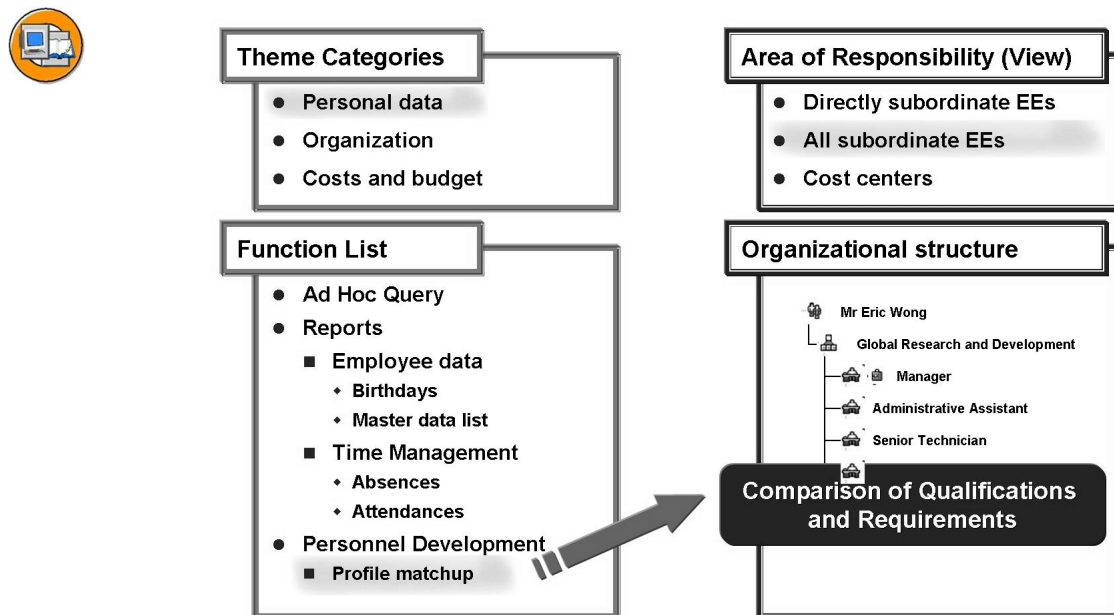 Theme Categories
Personal data
Organization
Costs and budget
Area of Responsibility (View)
Directly subordinate EEs
All subordinate EEs
Cost centers
Function List
Ad Hoc Query
Reports
Employee data
Birthdays
Master data list
Time Management
Absences
Attendances
Personnel Development
Profile matchup
Organizational structure
Mr Eric Wong
Global Research and Development
Manager
Administrative Assistant
Senior Technician
Comparison of Qualifications
and Requirements